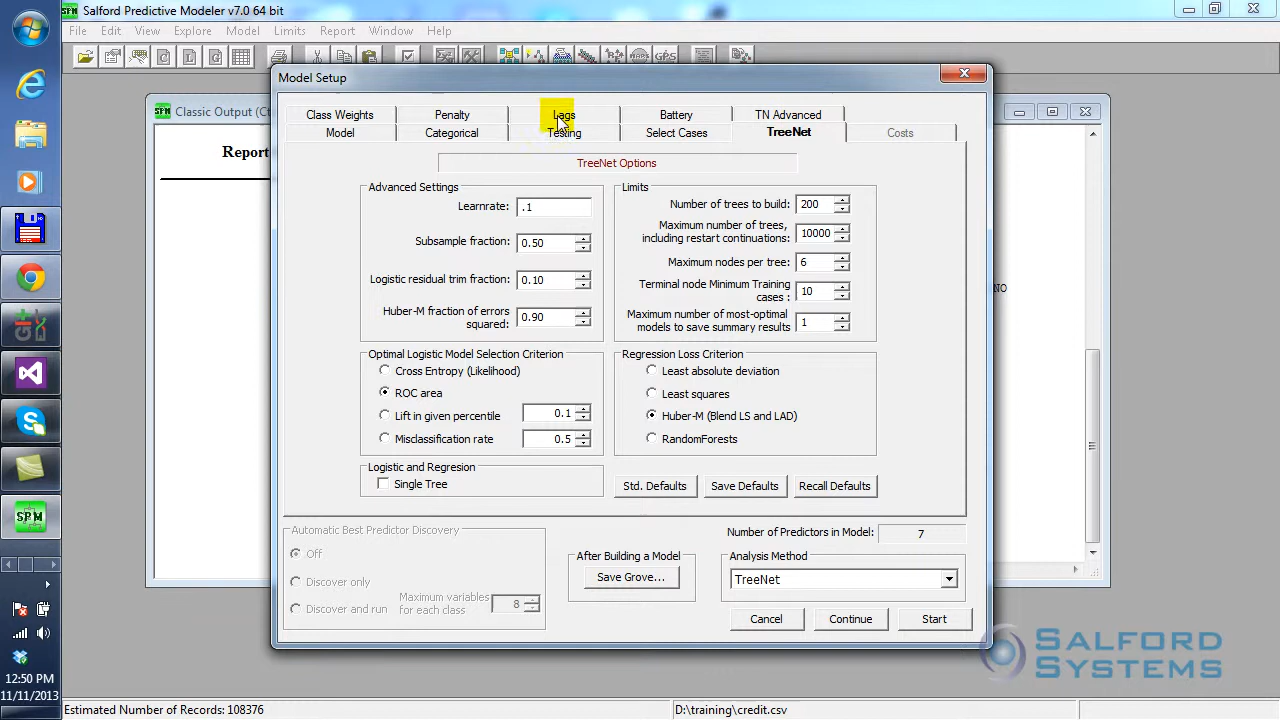 Salford Predictive Modeler v7.0 64 bit
File Edit View Explore Model Limits Report Window Help
Classic Output (Ct
Report
NO
Model Setup
Class Weights Penalty Lags Battery TN Advanced
Model Categorical Testing Select Cases TreeNet Costs
TreeNet Options
Advanced Settings
Learnrate: .1
Subsample fraction: 0.50
Logistic residual trim fraction: 0.10
Huber-M fraction of errors
squared: 0.90
Limits
Number of trees to build: 200
Maximum number of trees,
including restart continuations: 10000
Maximum nodes per tree: 6
Terminal node Minimum Training
cases : 10
Maximum number of most-optimal
models to save summary results 1
Optimal Logistic Model Selection Criterion
Cross Entropy (Likelihood)
ROC area
Lift in given percentile 0.1
Misclassification rate 0.5
Regression Loss Criterion
Least absolute deviation
Least squares
Huber-M (Blend LS and LAD)
RandomForests
Logistic and Regresion
Single Tree
Std. Defaults Save Defaults Recall Defaults
Automatic Best Predictor Discovery
Off
Discover only
Discover and run
Maximum variables
for each class 8
After Building a Model
Save Grove...
Number of Predictors in Model: 7
Analysis Method
TreeNet
Cancel Continue Start
SALFORD
SYSTEMS
12:50 PM
11/11/2013
Estimated Number of Records: 108376
D:\training\credit.csv